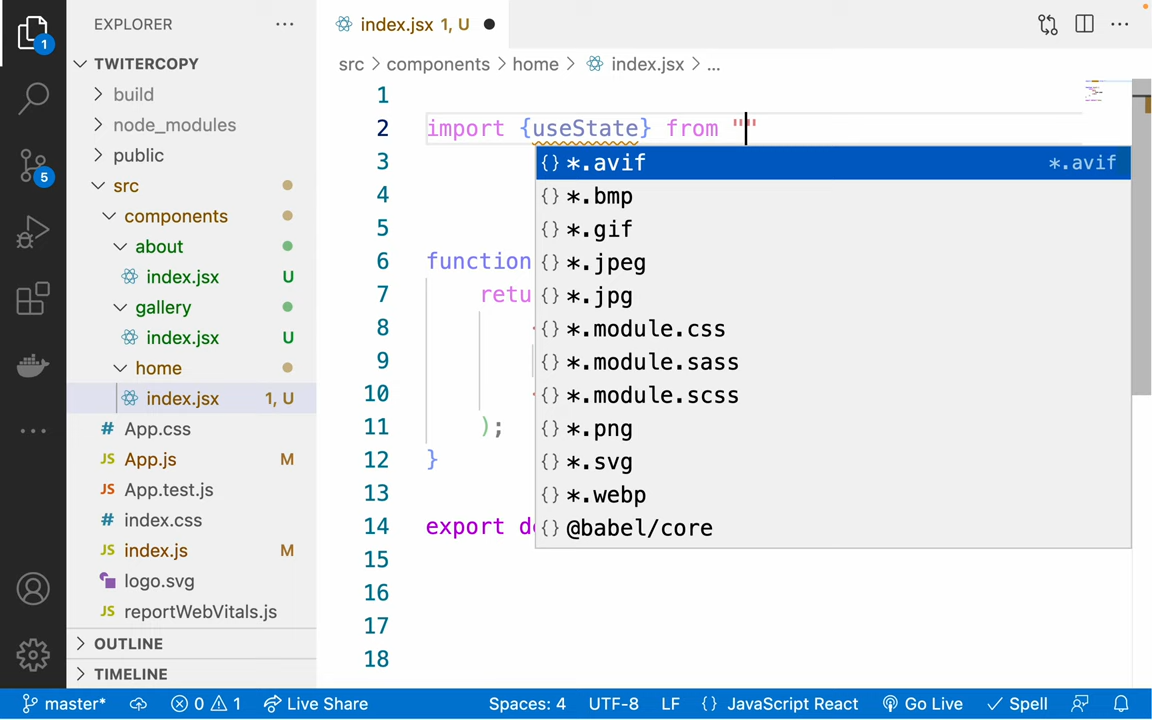 EXPLORER
1
TWITERCOPY
build
node_modules
public
5
src
components
about
index.jsx U
gallery
index.jsx U
home
index.jsx 1, U
App.css
App.js M
App.test.js
index.css
index.js M
logo.svg
reportWebVitals.js
OUTLINE
TIMELINE
index.jsx 1, U
src > components > home > index.jsx > ...
1
2 import {useState} from ""
3
4
5
6 function
7 retu
8
9
10
11 );
12 }
13
14 export de
15
16
17
18
*.avif *.avif
*.bmp
*.gif
*.jpeg
*.jpg
*.module.css
*.module.sass
*.module.scss
*.png
*.svg
*.webp
@babel/core
master* 0 1 Live Share Spaces: 4 UTF-8 LF {} JavaScript React Go Live Spell